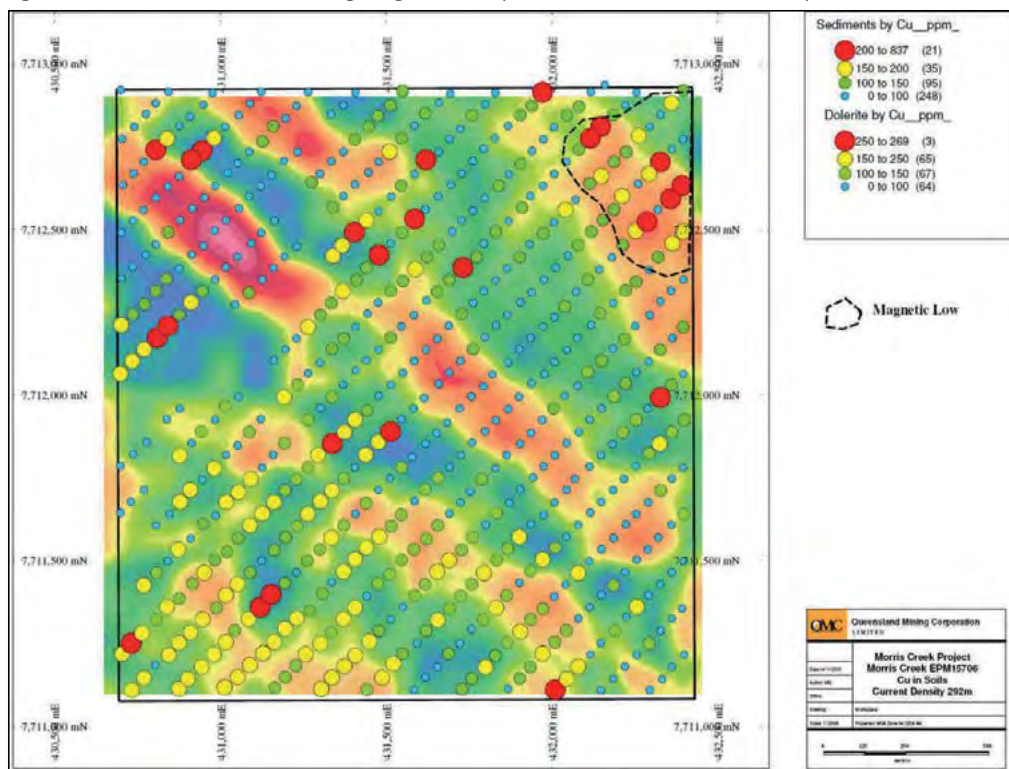 430,500 mE
431,000 mE
431,500 mE
432,000 mE
432,500 mE
7,713,000 mN
7,713,000 mN
7,712,500 mN
7,712,500 mN
7,712,000 mN
7,712,000 mN
7,711,500 mN
7,711,500 mN
7,711,000 mN
7,711,000 mN
430,500 mE
431,000 mE
431,500 mE
432,000 mE
432,500 mE
Sediments by Cu__ppm_
200 to 837 (21)
150 to 200 (35)
100 to 150 (95)
0 to 100 (248)
Dolerite by Cu__ppm_
250 to 269 (3)
150 to 250 (65)
100 to 150 (67)
0 to 100 (64)
Magnetic Low
QMC Queensland Mining Corporation
LIMITED
Morris Creek Project
Morris Creek EPM15706
Cu in Soils
Current Density 292m